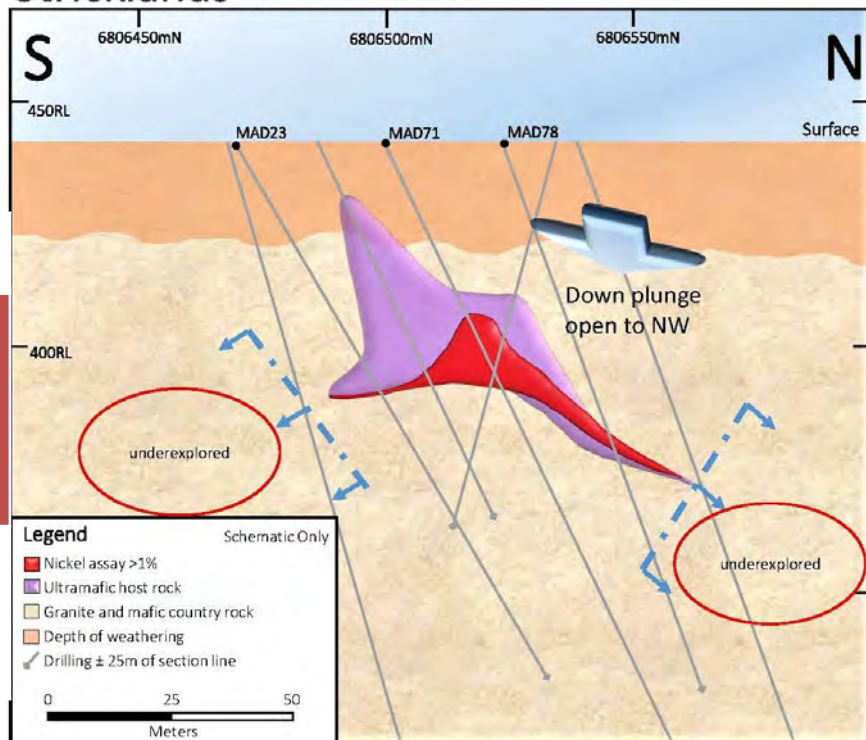 6806450mN 6806500mN 6806550mN
S N
450RL
Surface
MAD23 MAD71 MAD78
Down plunge
open to NW
400RL
underexplored
underexplored
Legend Schematic Only
Nickel assay >1%
Ultramafic host rock
Granite and mafic country rock
Depth of weathering
Drilling ± 25m of section line
0 25 50
Meters